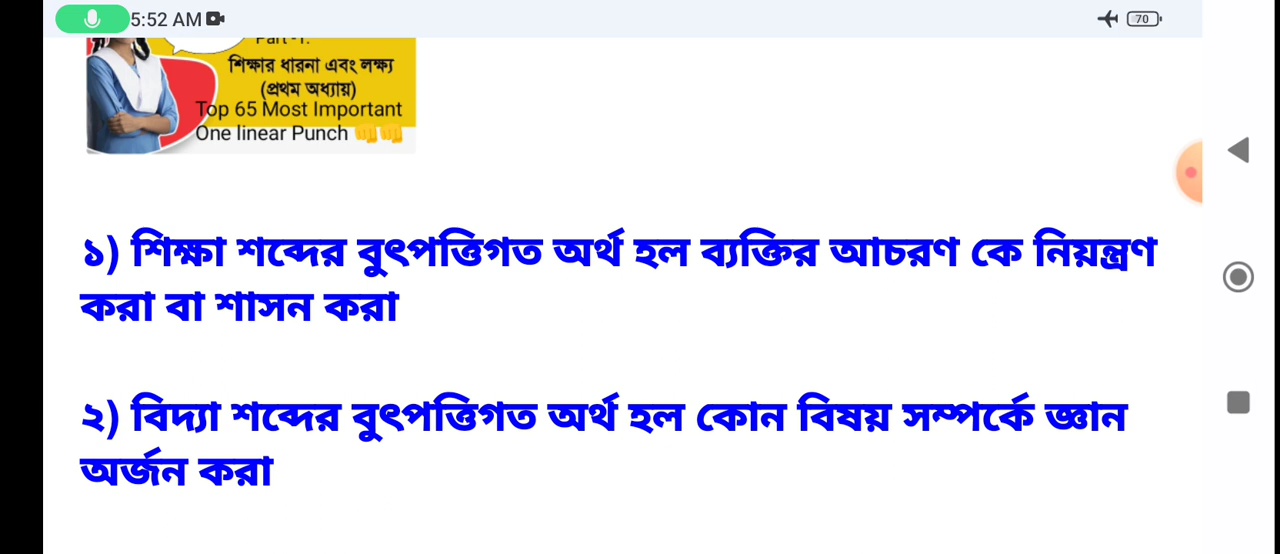 5:52 AM
70
Part -1.
শিক্ষার ধারনা এবং লক্ষ্য
(প্রথম অধ্যায়)
Top 65 Most Important
One linear Punch 👊👊
১) শিক্ষা শব্দের বুৎপত্তিগত অর্থ হল ব্যক্তির আচরণ কে নিয়ন্ত্রণ
করা বা শাসন করা
২) বিদ্যা শব্দের বুৎপত্তিগত অর্থ হল কোন বিষয় সম্পর্কে জ্ঞান
অর্জন করা